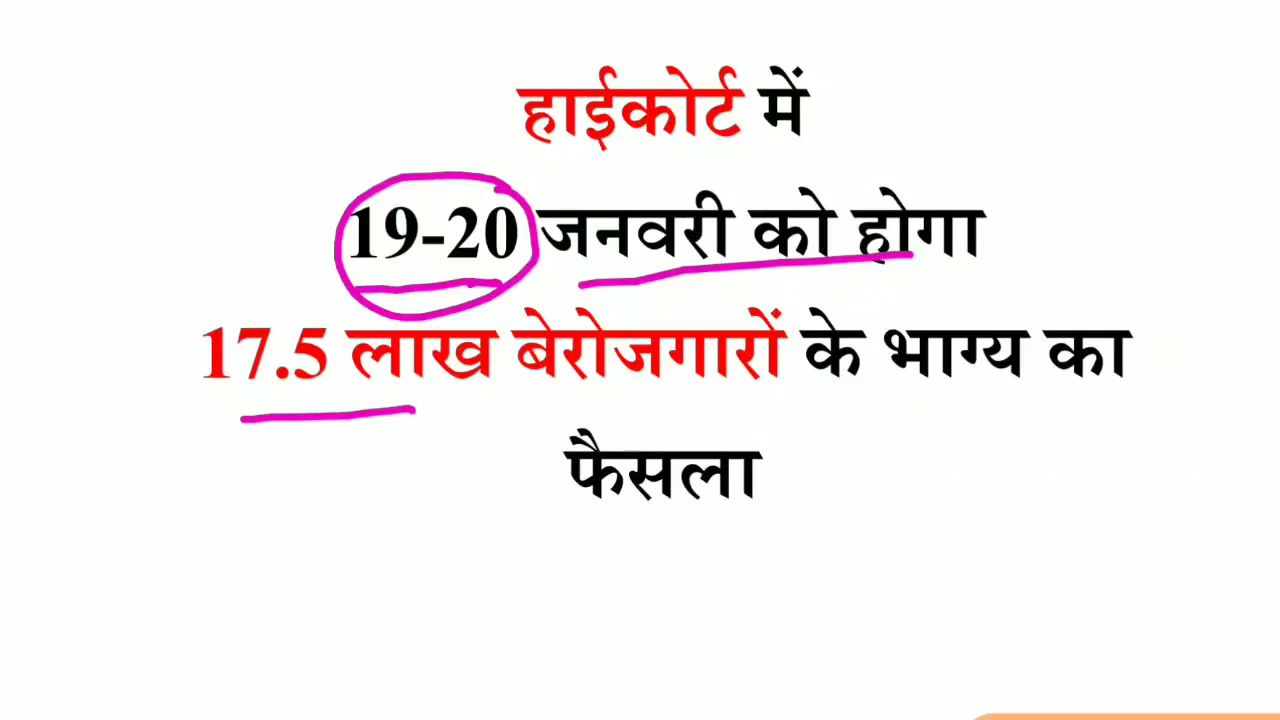 हाईकोर्ट में
19-20 जनवरी को होगा
17.5 लाख बेरोजगारों के भाग्य का
फैसला